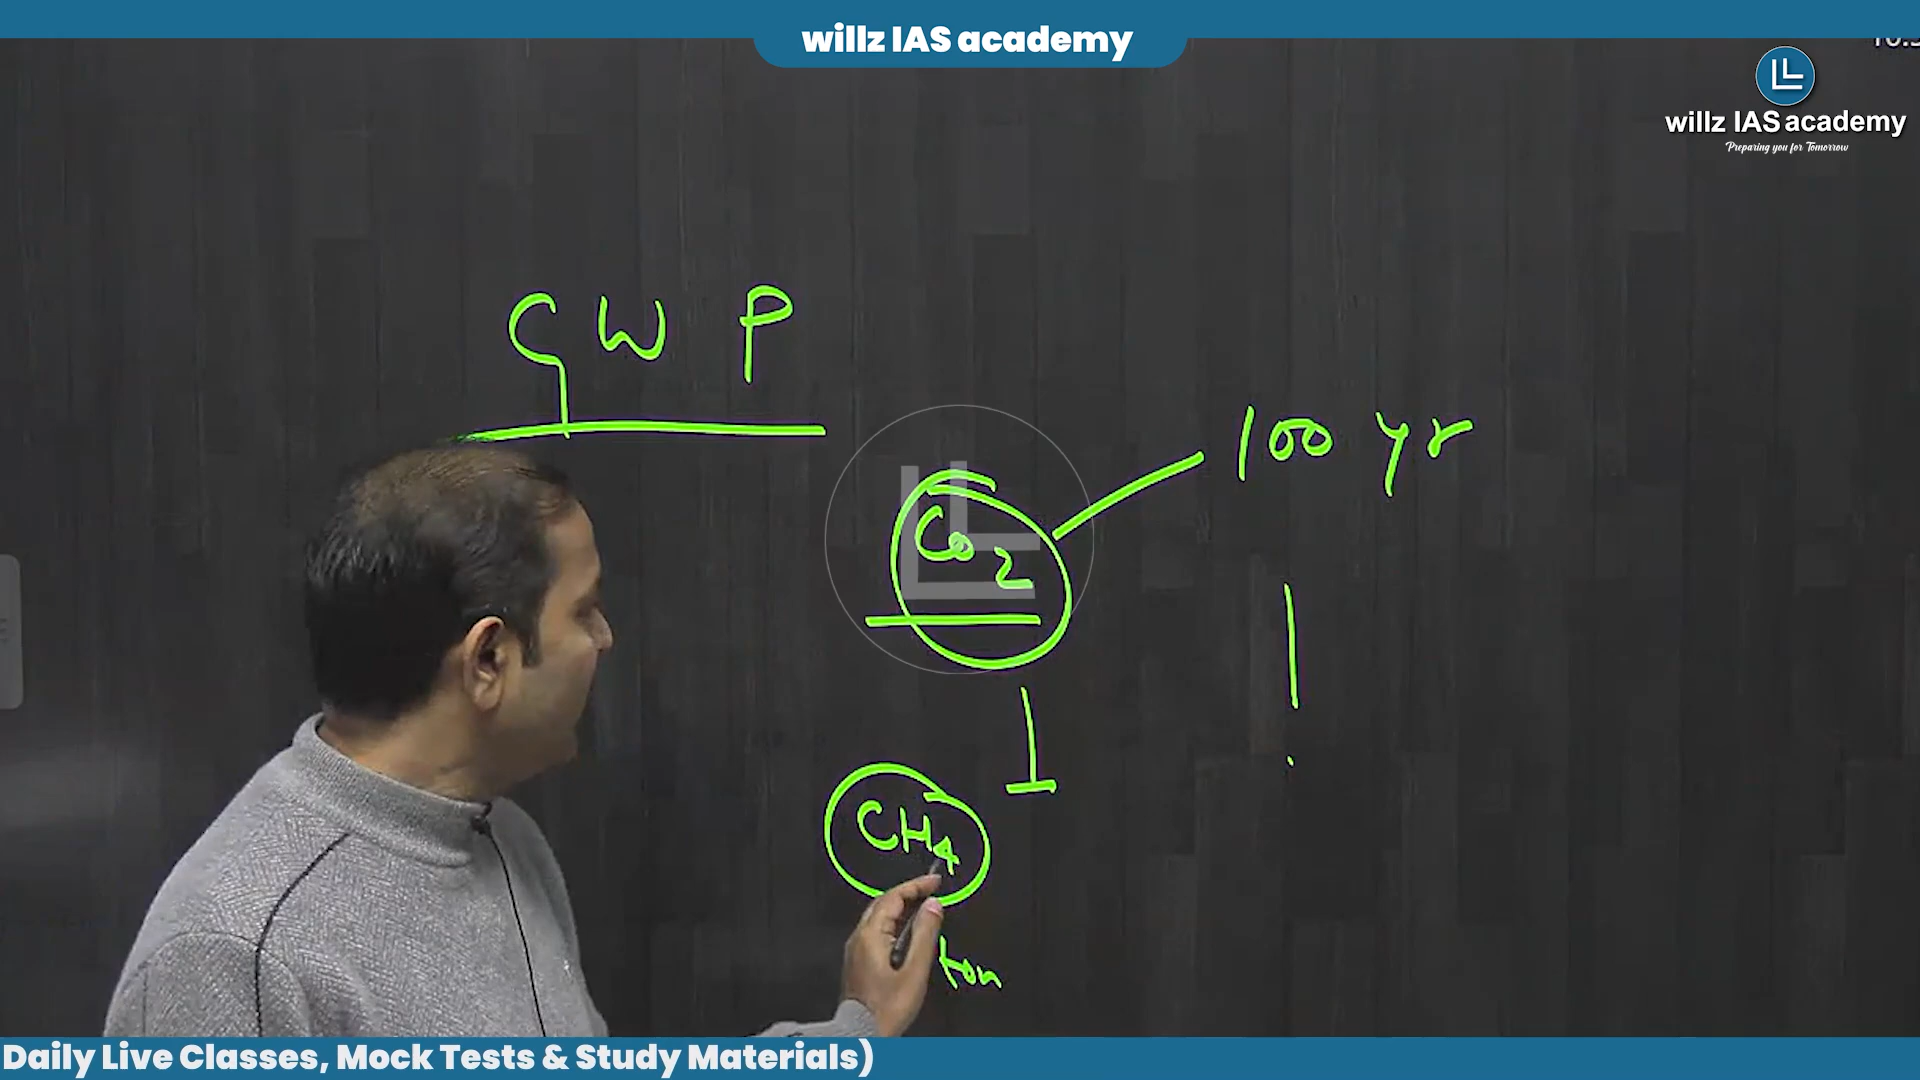 willz IAS academy
willz IAS academy
Preparing you for Tomorrow
G W P
100 yr
CO2
1
1
CH4
ton
Daily Live Classes, Mock Tests & Study Materials)